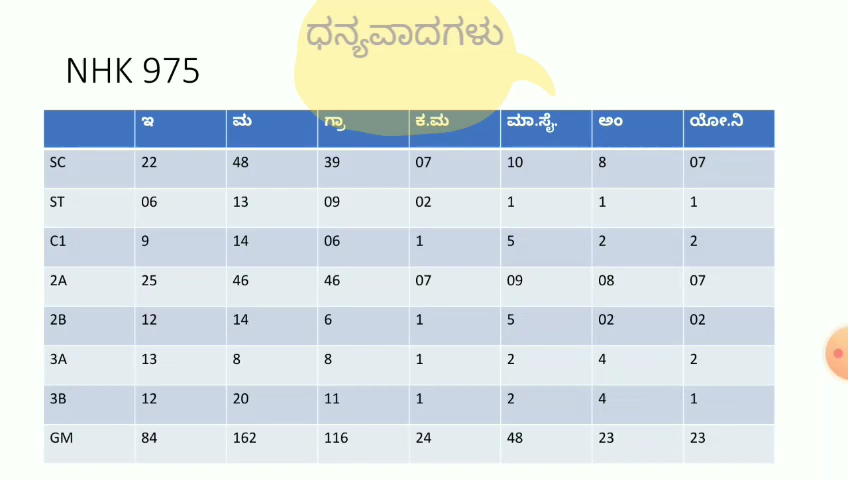 ಧನ್ಯವಾದಗಳು
NHK 975
ಇ ಮ ಗ್ರಾ ಕ.ಮ ಮಾ.ಸೈ. ಅಂ ಯೋ.ನಿ
SC 22 48 39 07 10 8 07
ST 06 13 09 02 1 1 1
C1 9 14 06 1 5 2 2
2A 25 46 46 07 09 08 07
2B 12 14 6 1 5 02 02
3A 13 8 8 1 2 4 2
3B 12 20 11 1 2 4 1
GM 84 162 116 24 48 23 23